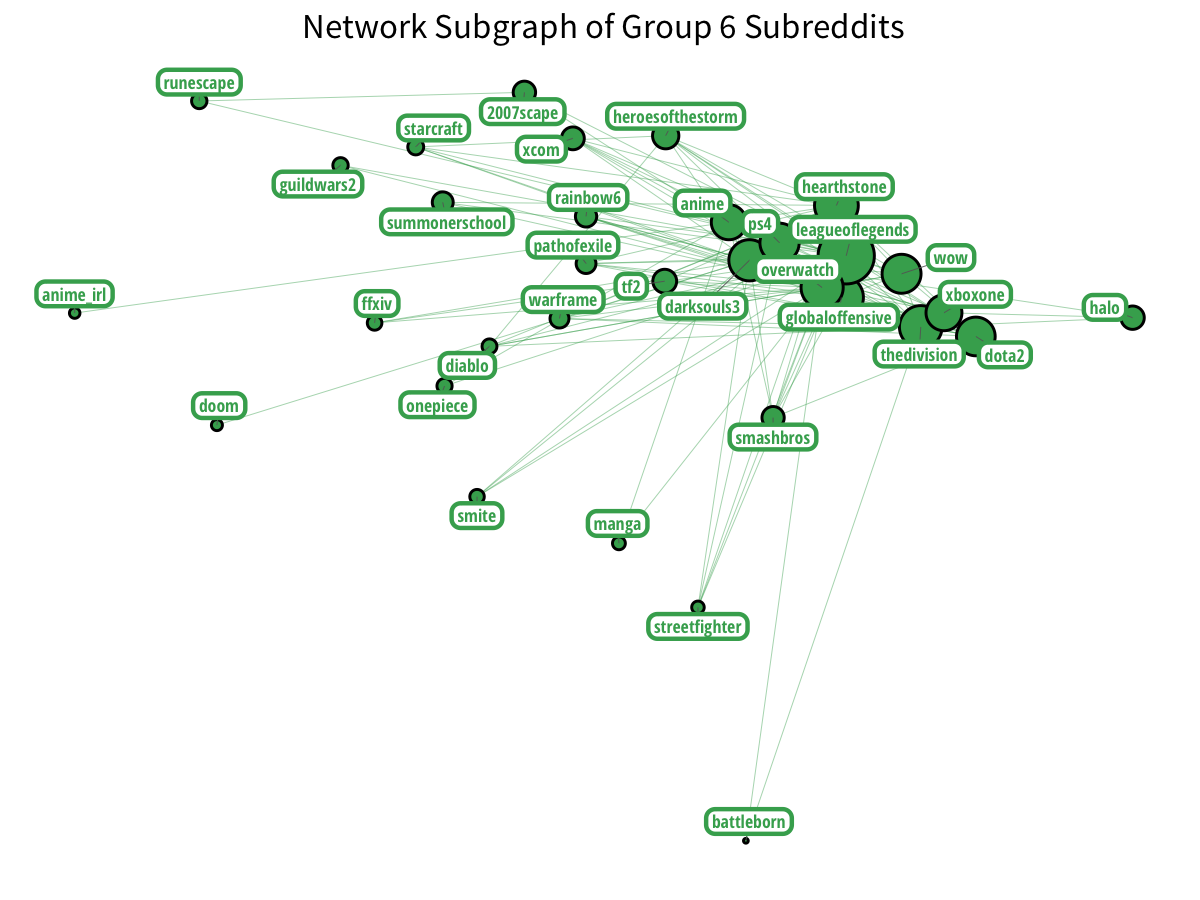 Network Subgraph of Group 6 Subreddits
runescape
2007scape
heroesofthestorm
starcraft
xcom
guildwars2
hearthstone
rainbow6
anime
summonerschool
ps4
leagueoflegends
pathofexile
wow
overwatch
tf2
anime_irl
xboxone
ffxiv
warframe
darksouls3
halo
globaloffensive
thedivision
dota2
diablo
onepiece
doom
smashbros
smite
manga
streetfighter
battleborn